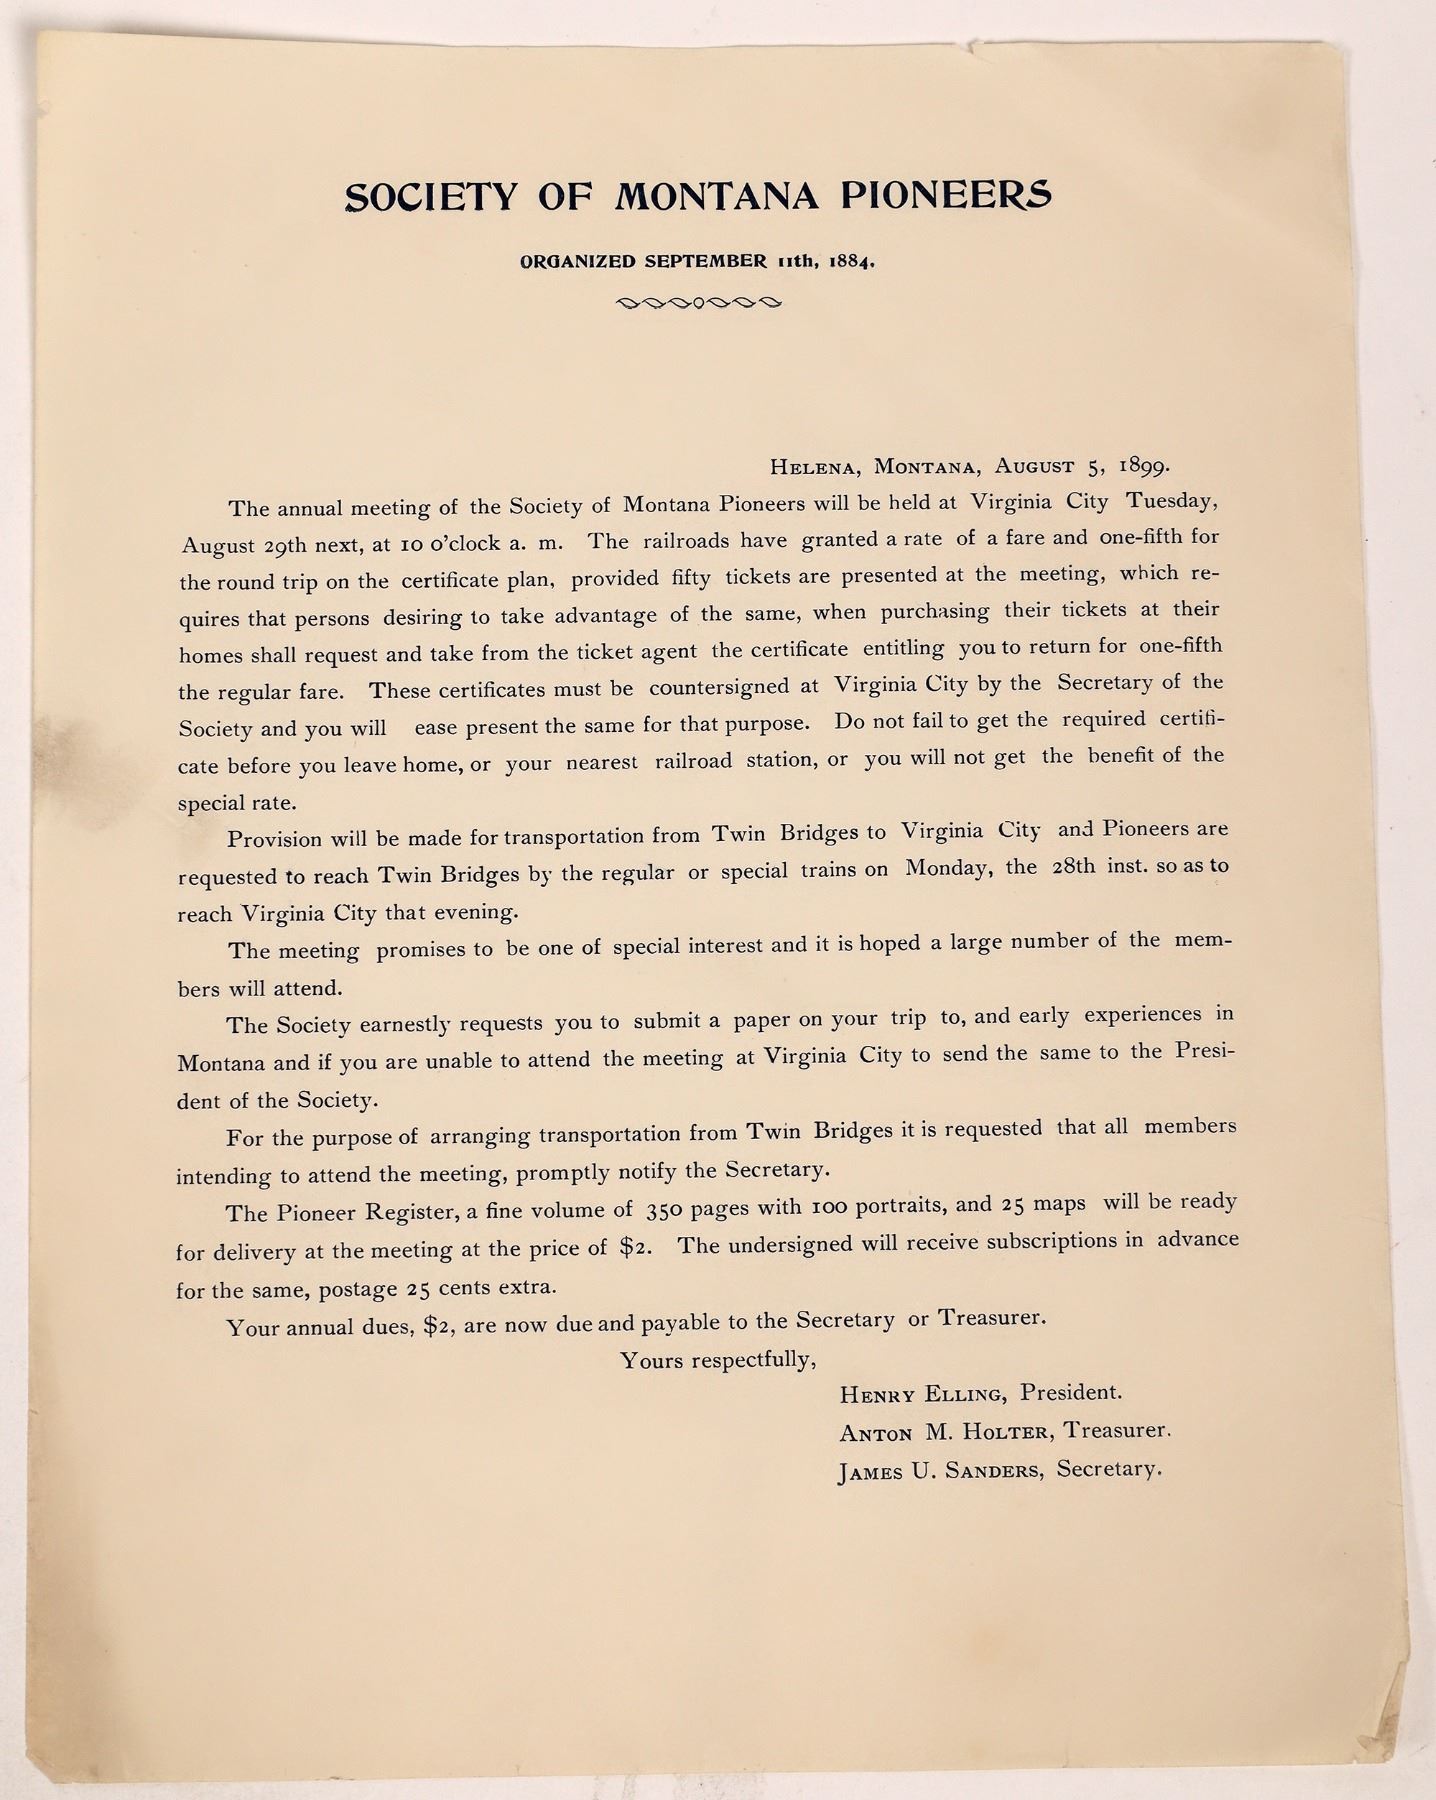 SOCIETY OF MONTANA PIONEERS
ORGANIZED SEPTEMBER 11th, 1884.
HELENA, MONTANA, AUGUST 5, 1899.
The annual meeting of the Society of Montana Pioneers will be held at Virginia City Tuesday,
August 29th next, at 10 o'clock a. m. The railroads have granted a rate of a fare and one-fifth for
the round trip on the certificate plan, provided fifty tickets are presented at the meeting, which re-
quires that persons desiring to take advantage of the same, when purchasing their tickets at their
homes shall request and take from the ticket agent the certificate entitling you to return for one-fifth
the regular fare. These certificates must be countersigned at Virginia City by the Secretary of the
Society and you will ease present the same for that purpose. Do not fail to get the required certifi-
cate before you leave home, or your nearest railroad station, or you will not get the benefit of the
special rate.
Provision will be made for transportation from Twin Bridges to Virginia City and Pioneers are
requested to reach Twin Bridges by the regular or special trains on Monday, the 28th inst. so as to
reach Virginia City that evening.
The meeting promises to be one of special interest and it is hoped a large number of the mem-
bers will attend.
The Society earnestly requests you to submit a paper on your trip to, and early experiences in
Montana and if you are unable to attend the meeting at Virginia City to send the same to the Presi-
dent of the Society.
For the purpose of arranging transportation from Twin Bridges it is requested that all members
intending to attend the meeting, promptly notify the Secretary.
The Pioneer Register, a fine volume of 350 pages with 100 portraits, and 25 maps will be ready
for delivery at the meeting at the price of $2. The undersigned will receive subscriptions in advance
for the same, postage 25 cents extra.
Your annual dues, $2, are now due and payable to the Secretary or Treasurer.
Yours respectfully,
HENRY ELLING, President.
ANTON M. HOLTER, Treasurer.
JAMES U. SANDERS, Secretary.